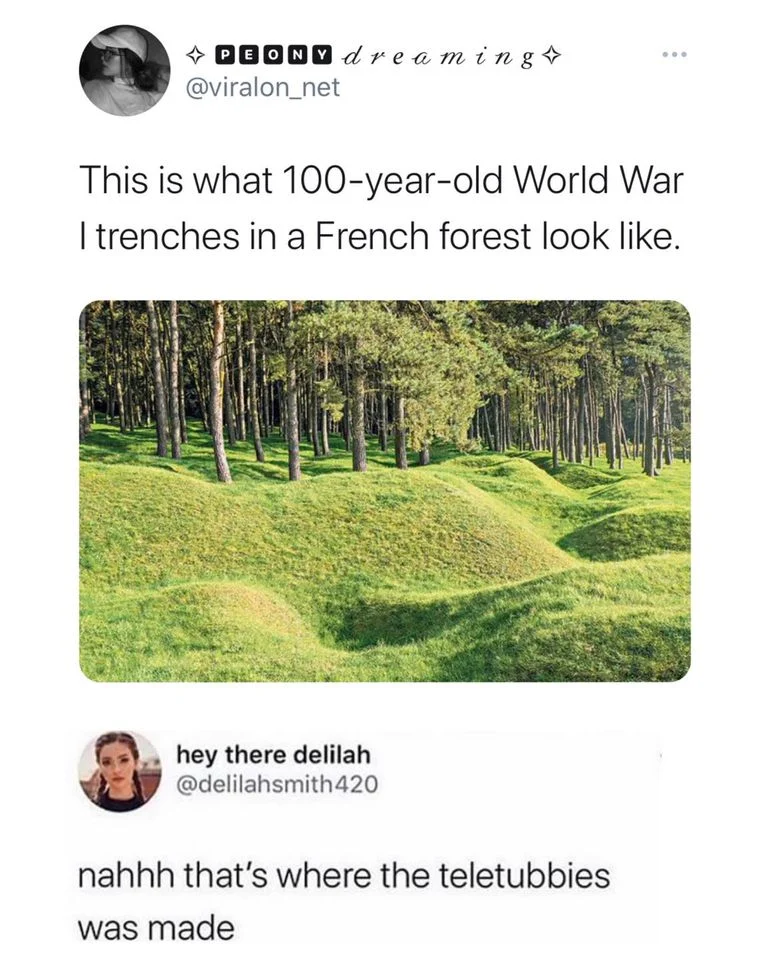 ✧ 🅿🅴🅾🅽🆈 𝒹𝓇𝑒𝒶𝓂𝒾𝓃𝑔✧
@viralon_net
This is what 100-year-old World War
I trenches in a French forest look like.
hey there delilah
@delilahsmith420
nahhh that's where the teletubbies
was made